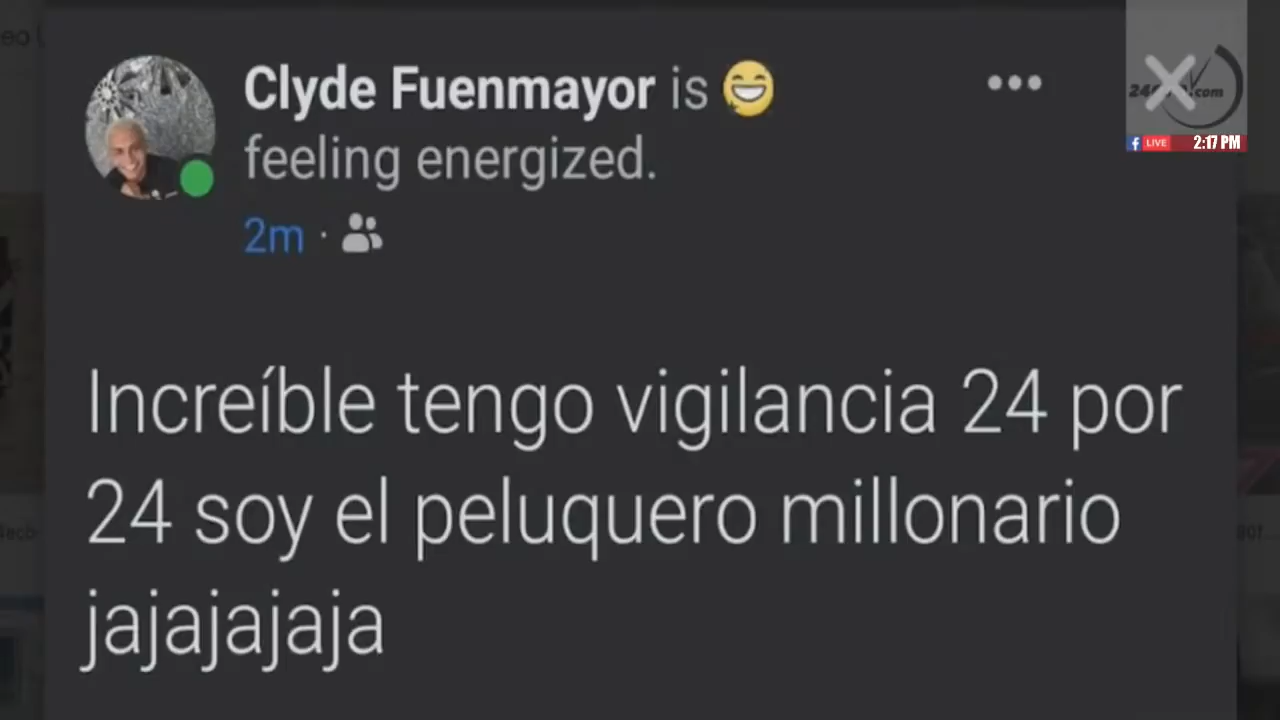 Clyde Fuenmayor is 😁
feeling energized.
2m ·
LIVE 2:17 PM
Increíble tengo vigilancia 24 por
24 soy el peluquero millonario
jajajajaja